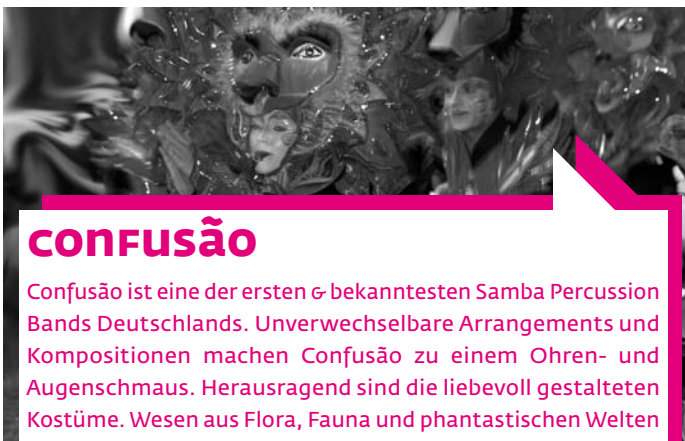 confusão
Confusão ist eine der ersten & bekanntesten Samba Percussion
Bands Deutschlands. Unverwechselbare Arrangements und
Kompositionen machen Confusão zu einem Ohren- und
Augenschmaus. Herausragend sind die liebevoll gestalteten
Kostüme. Wesen aus Flora, Fauna und phantastischen Welten